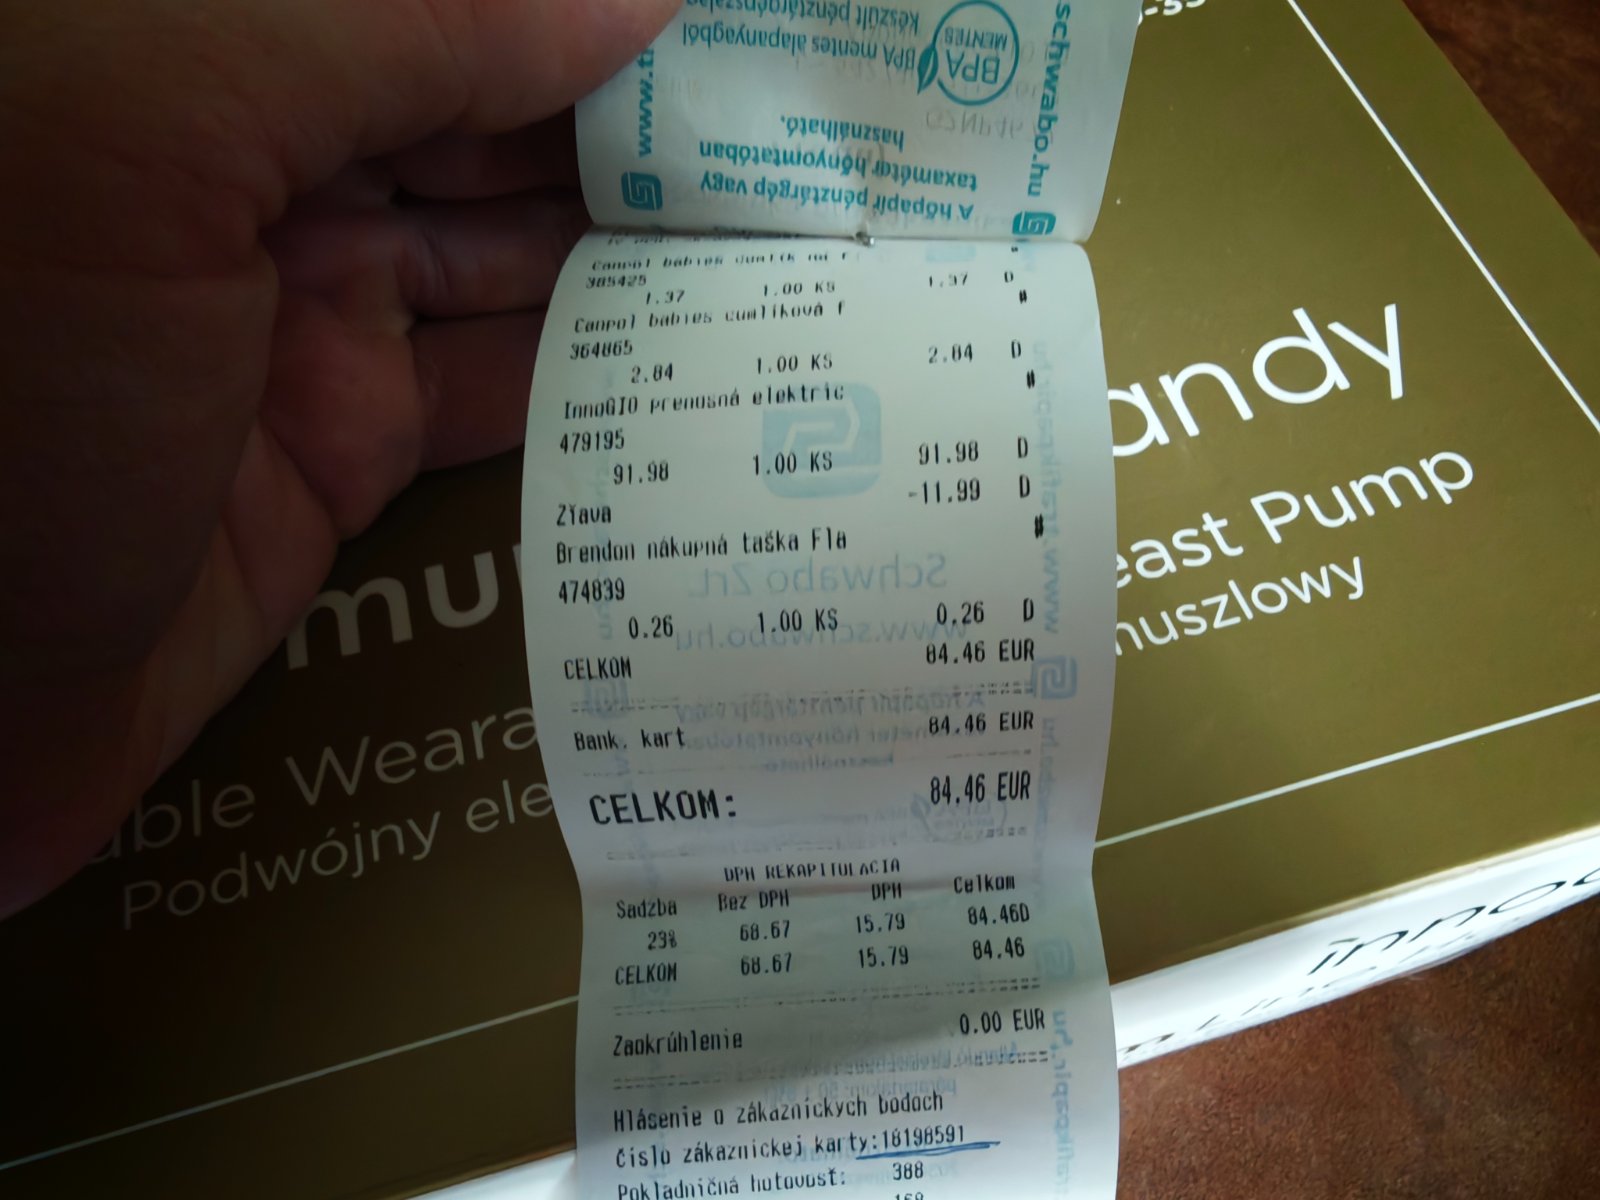 www.schwabo.hu
BPA mentes alapanyagból
készült pénztárgépszalag
BPA
MENTES
A hőpapír pénztárgép vagy
taxaméter hőnyomtatóban
használható.
Canpol babies cumlík na f
385425
1.37 1.00 KS 1.37 D
#
Canpol babies cumlíková f
364865
2.84 1.00 KS 2.84 D
#
InnoGIO prenosná elektric
479195
91.98 1.00 KS 91.98 D
Zľava -11.99 D
#
Brendon nákupná taška Fla
474839
0.26 1.00 KS 0.26 D
CELKOM 84.46 EUR
Bank. kart 84.46 EUR
CELKOM: 84.46 EUR
DPH REKAPITULACIA
Sadzba Bez DPH DPH Celkom
23% 68.67 15.79 84.46D
CELKOM 68.67 15.79 84.46
Zaokrúhlenie 0.00 EUR
Hlásenie o zákazníckych bodoch
Číslo zákaznickej karty:18198591
Pokladničná hotovosť: 388
Schwabo Zrt.
www.schwabo.hu
andy
east Pump
muszlowy
ble Weara
Podwójny ele